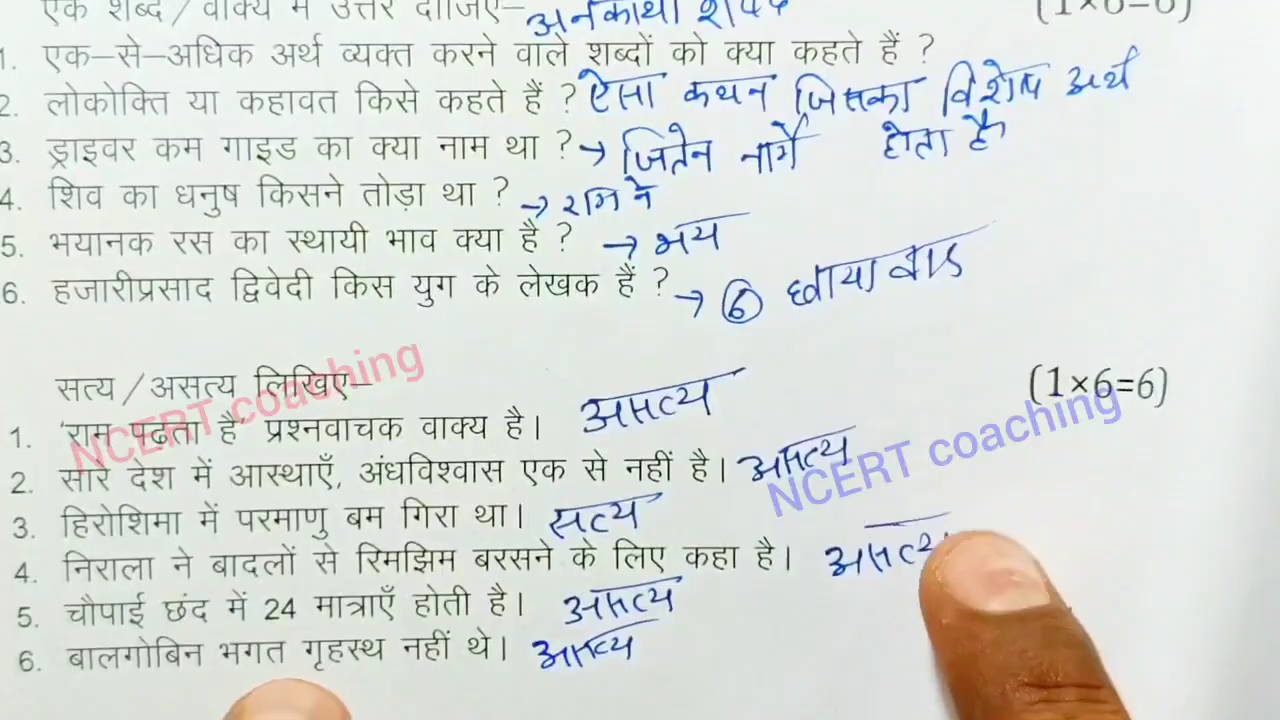 एक शब्द/वाक्य में उत्तर दीजिए– अनेकार्थी शब्द (1×6=6)
1. एक–से–अधिक अर्थ व्यक्त करने वाले शब्दों को क्या कहते हैं ?
2. लोकोक्ति या कहावत किसे कहते हैं ? ऐसा कथन जिसका विशेष अर्थ होता है
3. ड्राइवर कम गाइड का क्या नाम था ? → जितेन नार्गे
4. शिव का धनुष किसने तोड़ा था ? → राम ने
5. भयानक रस का स्थायी भाव क्या है ? → भय
6. हजारीप्रसाद द्विवेदी किस युग के लेखक हैं ? → ⑥ छायावाद
सत्य/असत्य लिखिए– (1×6=6)
1. 'राम पढ़ता है' प्रश्नवाचक वाक्य है। असत्य
2. सारे देश में आस्थाएँ, अंधविश्वास एक से नहीं है। असत्य
3. हिरोशिमा में परमाणु बम गिरा था। सत्य
4. निराला ने बादलों से रिमझिम बरसने के लिए कहा है। असत्य
5. चौपाई छंद में 24 मात्राएँ होती है। असत्य
6. बालगोबिन भगत गृहस्थ नहीं थे। असत्य
NCERT coaching
NCERT coaching